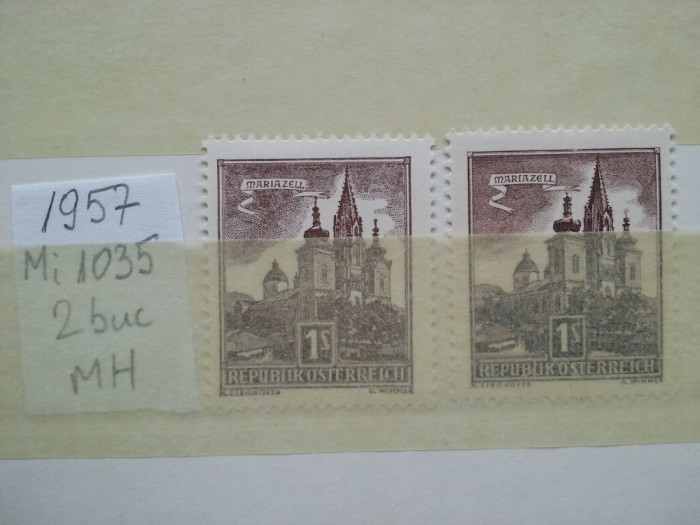 1957
Mi 1035
2 buc
MH
MARIAZELL
1S
REPUBLIK ÖSTERREICH
MARIAZELL
1S
REPUBLIK ÖSTERREICH